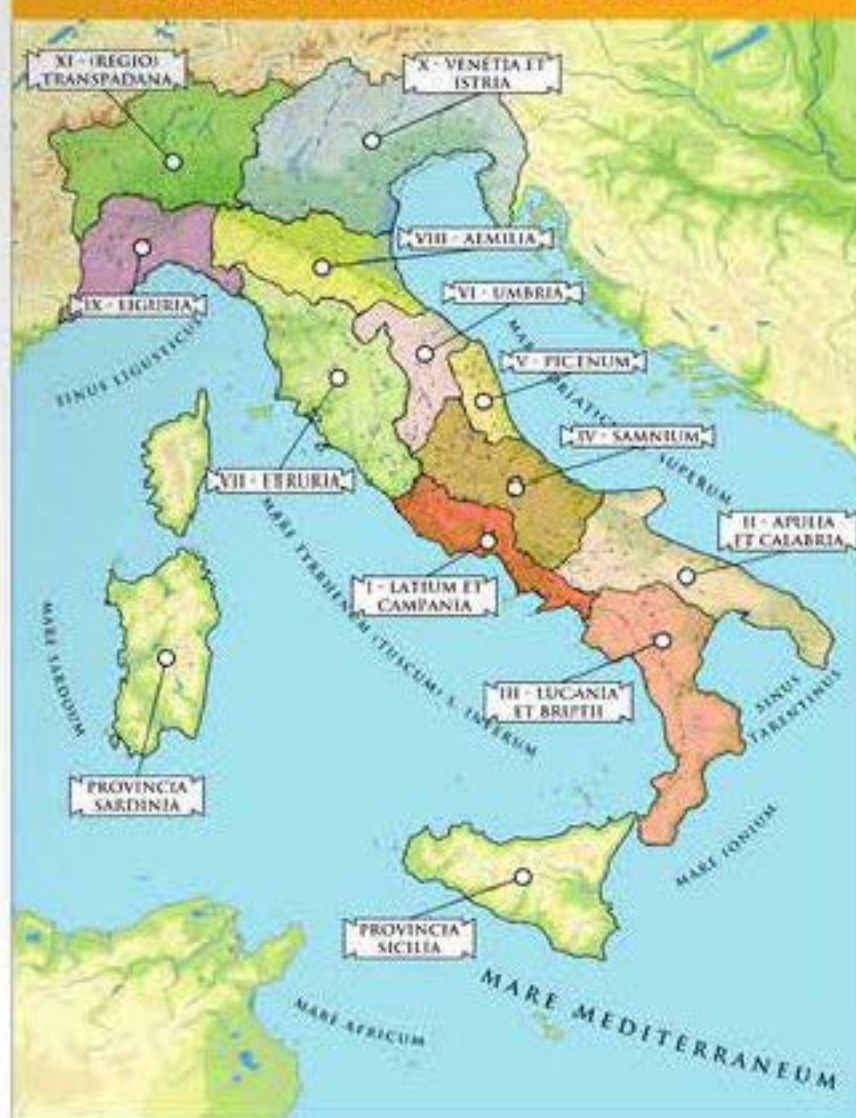 XI - (REGIO)
TRANSPADANA
X - VENETIA ET
ISTRIA
VIII - AEMILIA
VI - UMBRIA
IX - LIGURIA
SINUS LIGUSTICUS
V - PICENUM
MARE ADRIATICUM SUPERUM
IV - SAMNIUM
VII - ETRURIA
II - APULIA
ET CALABRIA
I - LATIUM ET
CAMPANIA
MARE TYRRHENUM (TUSCUM) S. INFERUM
MARE SARDOUM
III - LUCANIA
ET BRIPTII
SINUS
TARENTINUS
PROVINCIA
SARDINIA
MARE IONIUM
PROVINCIA
SICILIA
MARE MEDITERRANEUM
MARE AFRICUM